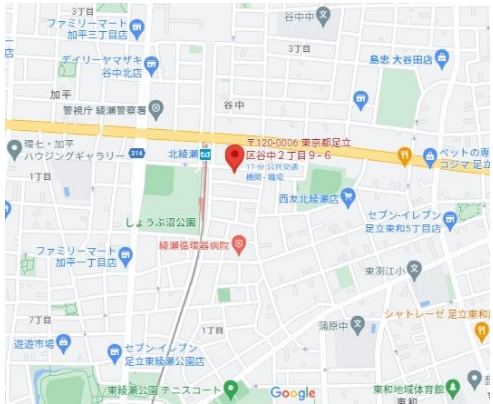 3丁目
谷中中
ファミリーマート
加平三丁目店
3丁目
島忠 大谷田店
デイリーヤマザキ
谷中北店
加平
谷中
警視庁 綾瀬警察署
環七・加平
ハウジングギャラリー
314
北綾瀬
〒120-0006 東京都足立
区谷中2丁目9-6
17分:公共交通
機関・職場
ペットの専
コジマ 足立
1丁目
西友北綾瀬店
しょうぶ沼公園
セブン-イレブン
足立東和5丁目店
綾瀬循環器病院
ファミリーマート
加平一丁目店
東渕江小
シャトレーゼ 足立東和
7丁目
1丁目
蒲原中
遊遊市場
セブン-イレブン
足立東綾瀬公園店
東綾瀬公園 テニスコート
Google
東和地域体育館
東和